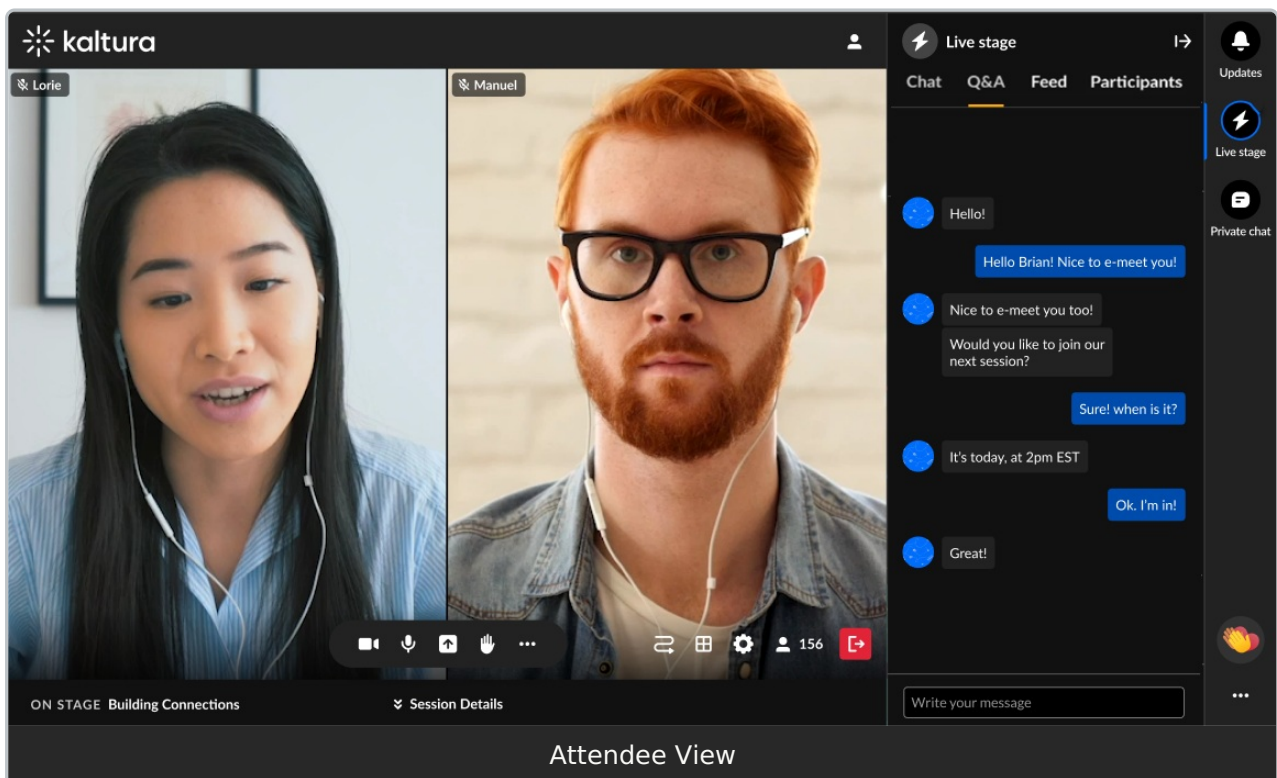 kaltura
Lorie
Manuel
156
ON STAGE Building Connections
Session Details
Live stage
Chat Q&A Feed Participants
Hello!
Hello Brian! Nice to e-meet you!
Nice to e-meet you too!
Would you like to join our
next session?
Sure! when is it?
It's today, at 2pm EST
Ok. I'm in!
Great!
Write your message
Updates
Live stage
Private chat
Attendee View